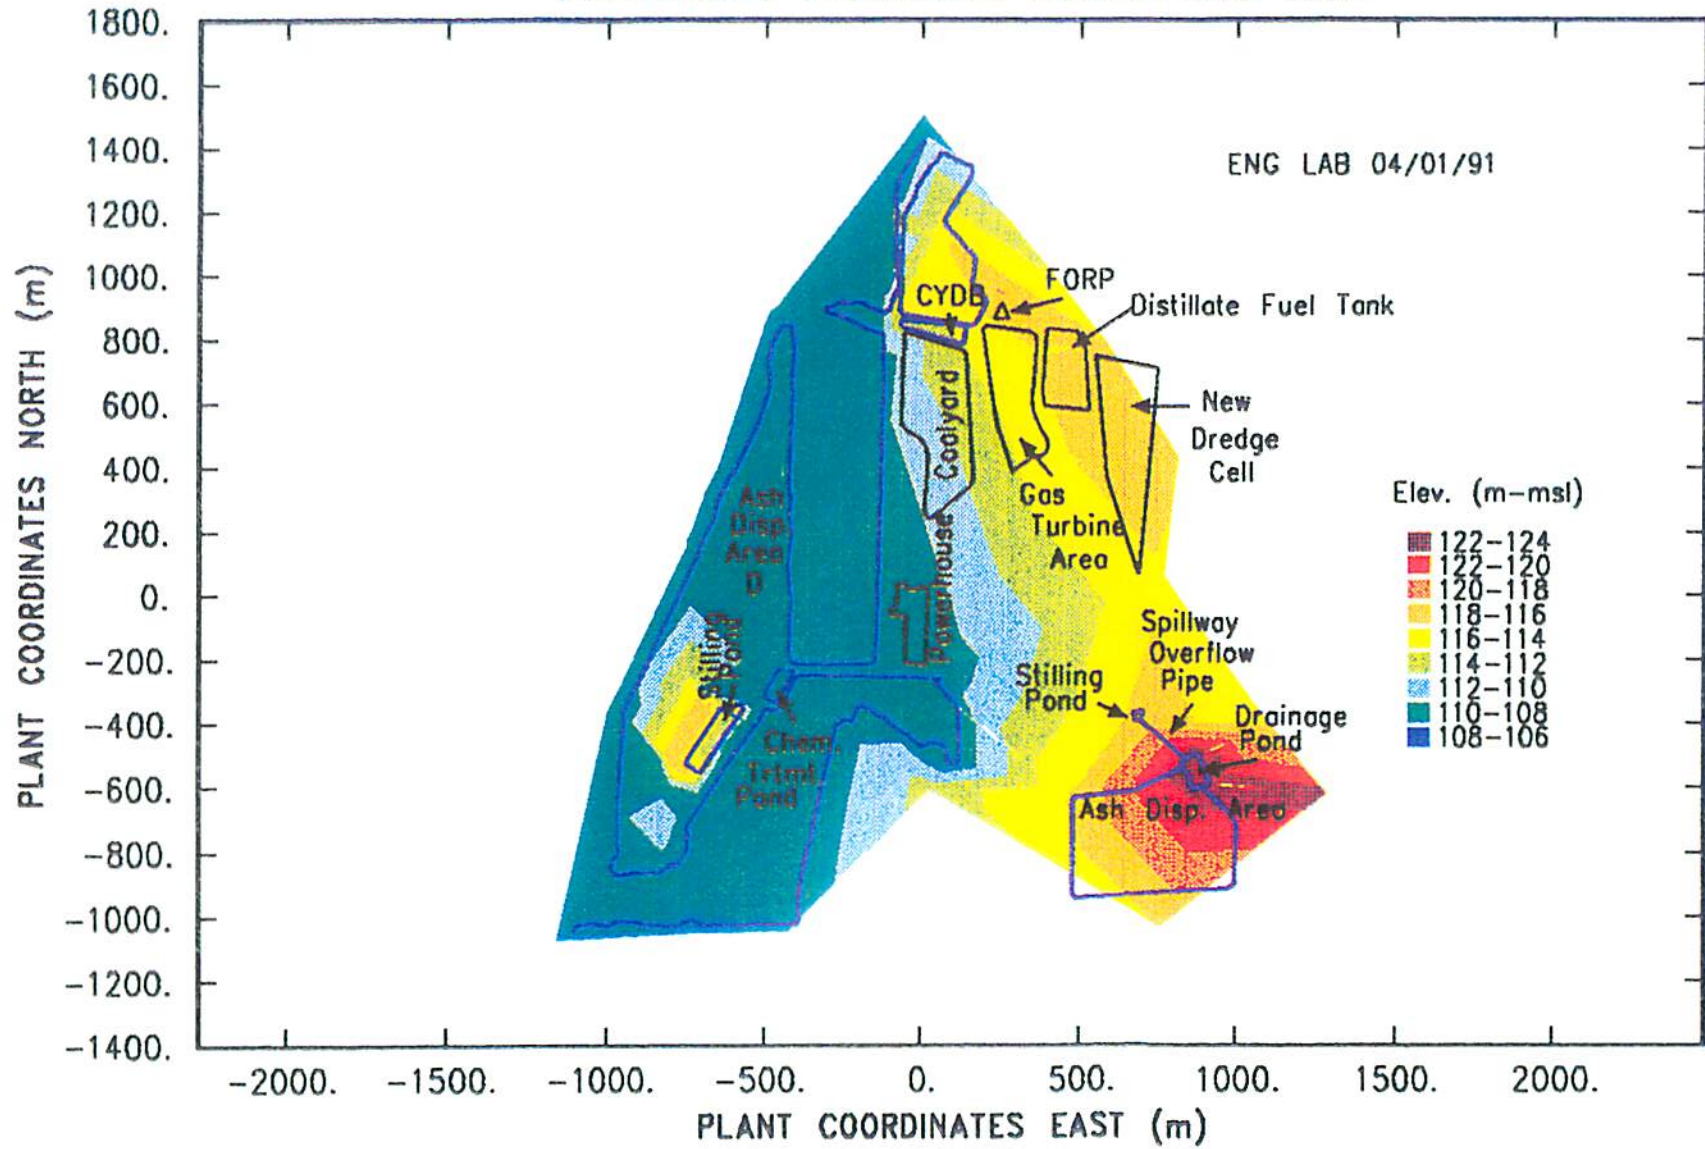 1800.
1600.
1400.
1200.
1000.
800.
600.
400.
200.
0.
-200.
-400.
-600.
-800.
-1000.
-1200.
-1400.
PLANT COORDINATES NORTH (m)
ENG LAB 04/01/91
CYDB
FORP
Distillate Fuel Tank
New
Dredge
Cell
Coolyard
Gas
Turbine
Area
Ash
Disp.
Area
D
Powerhouse
Stilling
Pond
Chem.
Trtmt
Pond
Stilling
Pond
Spillway
Overflow
Pipe
Drainage
Pond
Ash Disp. Area
Elev. (m-msl)
122-124
122-120
120-118
118-116
116-114
114-112
112-110
110-108
108-106
-2000. -1500. -1000. -500. 0. 500. 1000. 1500. 2000.
PLANT COORDINATES EAST (m)